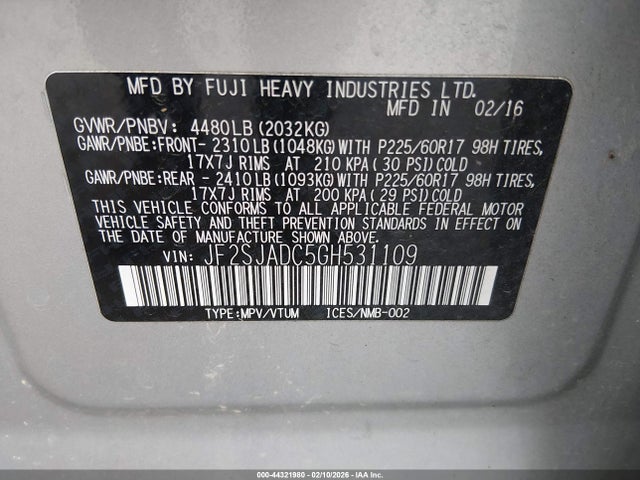 MFD BY FUJI HEAVY INDUSTRIES LTD.
MFD IN 02/16
GVWR/PNBV: 4480LB(2032KG)
GAWR/PNBE:FRONT- 2310LB(1048KG)WITH P225/60R17 98H TIRES,
17X7J RIMS AT 210 KPA(30 PSI)COLD
GAWR/PNBE:REAR - 2410LB(1093KG)WITH P225/60R17 98H TIRES,
17X7J RIMS AT 200 KPA(29 PSI)COLD
THIS VEHICLE CONFORMS TO ALL APPLICABLE FEDERAL MOTOR
VEHICLE SAFETY AND THEFT PREVENTION STANDARDS IN EFFECT
ON THE DATE OF MANUFACTURE SHOWN ABOVE.
VIN: JF2SJADC5GH531109
TYPE:MPV/VTUM ICES/NMB-002
000-44321980 - 02/10/2026 - IAA Inc.